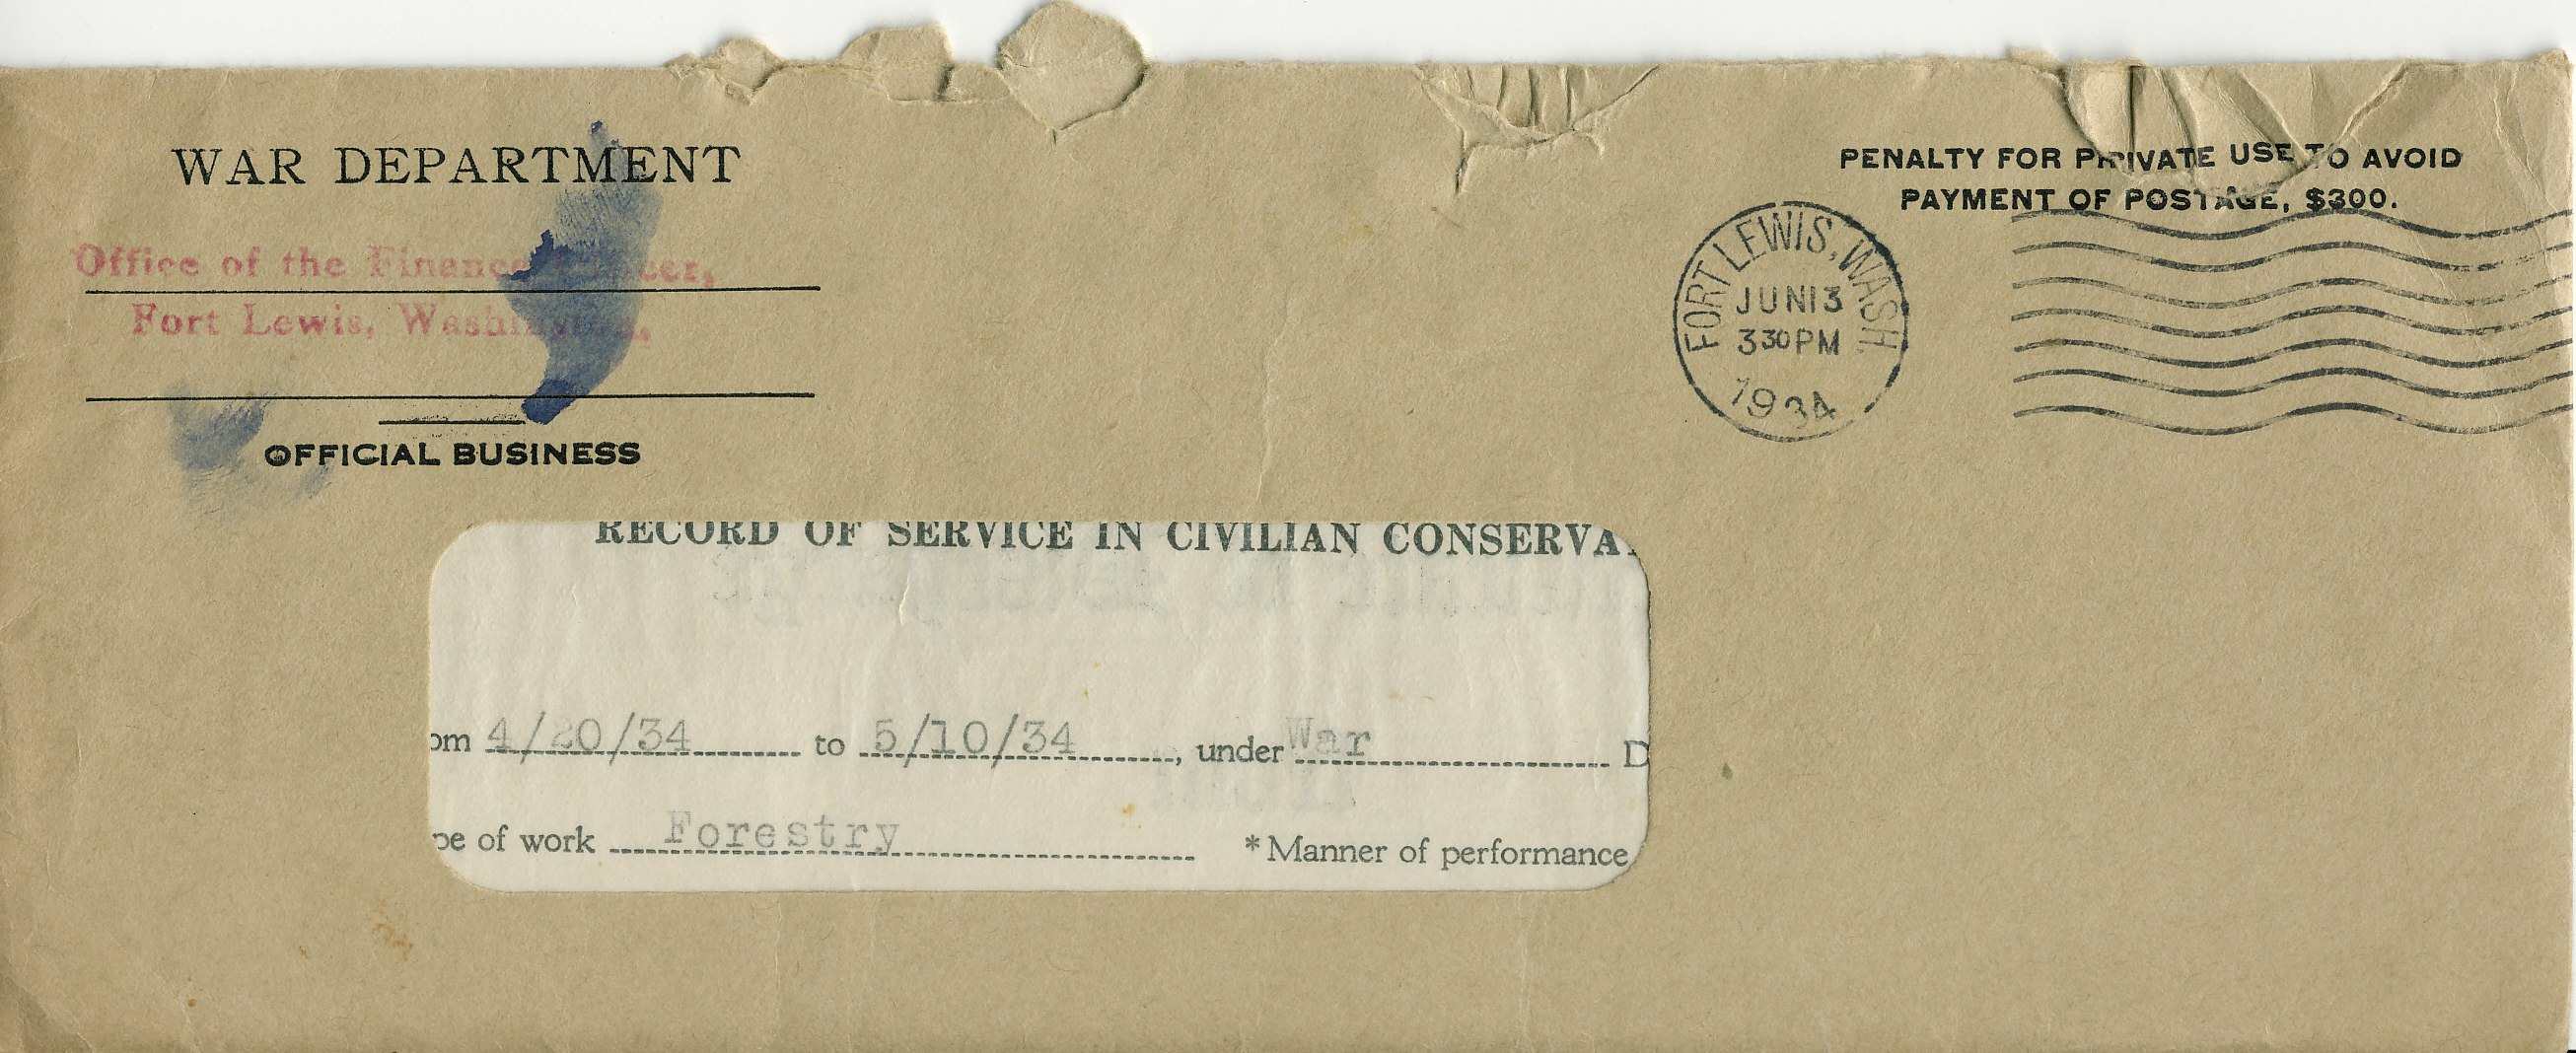 WAR DEPARTMENT
Office of the Finance
Fort Lewis,
OFFICIAL BUSINESS
PENALTY FOR PRIVATE USE TO AVOID
PAYMENT OF POSTAGE, $300.
FORT LEWIS, WASH.
JUN 13
3 30 PM
1934
RECORD OF SERVICE IN CIVILIAN CONSERVA
om 4/20/34 to 5/10/34, under War D
pe of work Forestry *Manner of performance